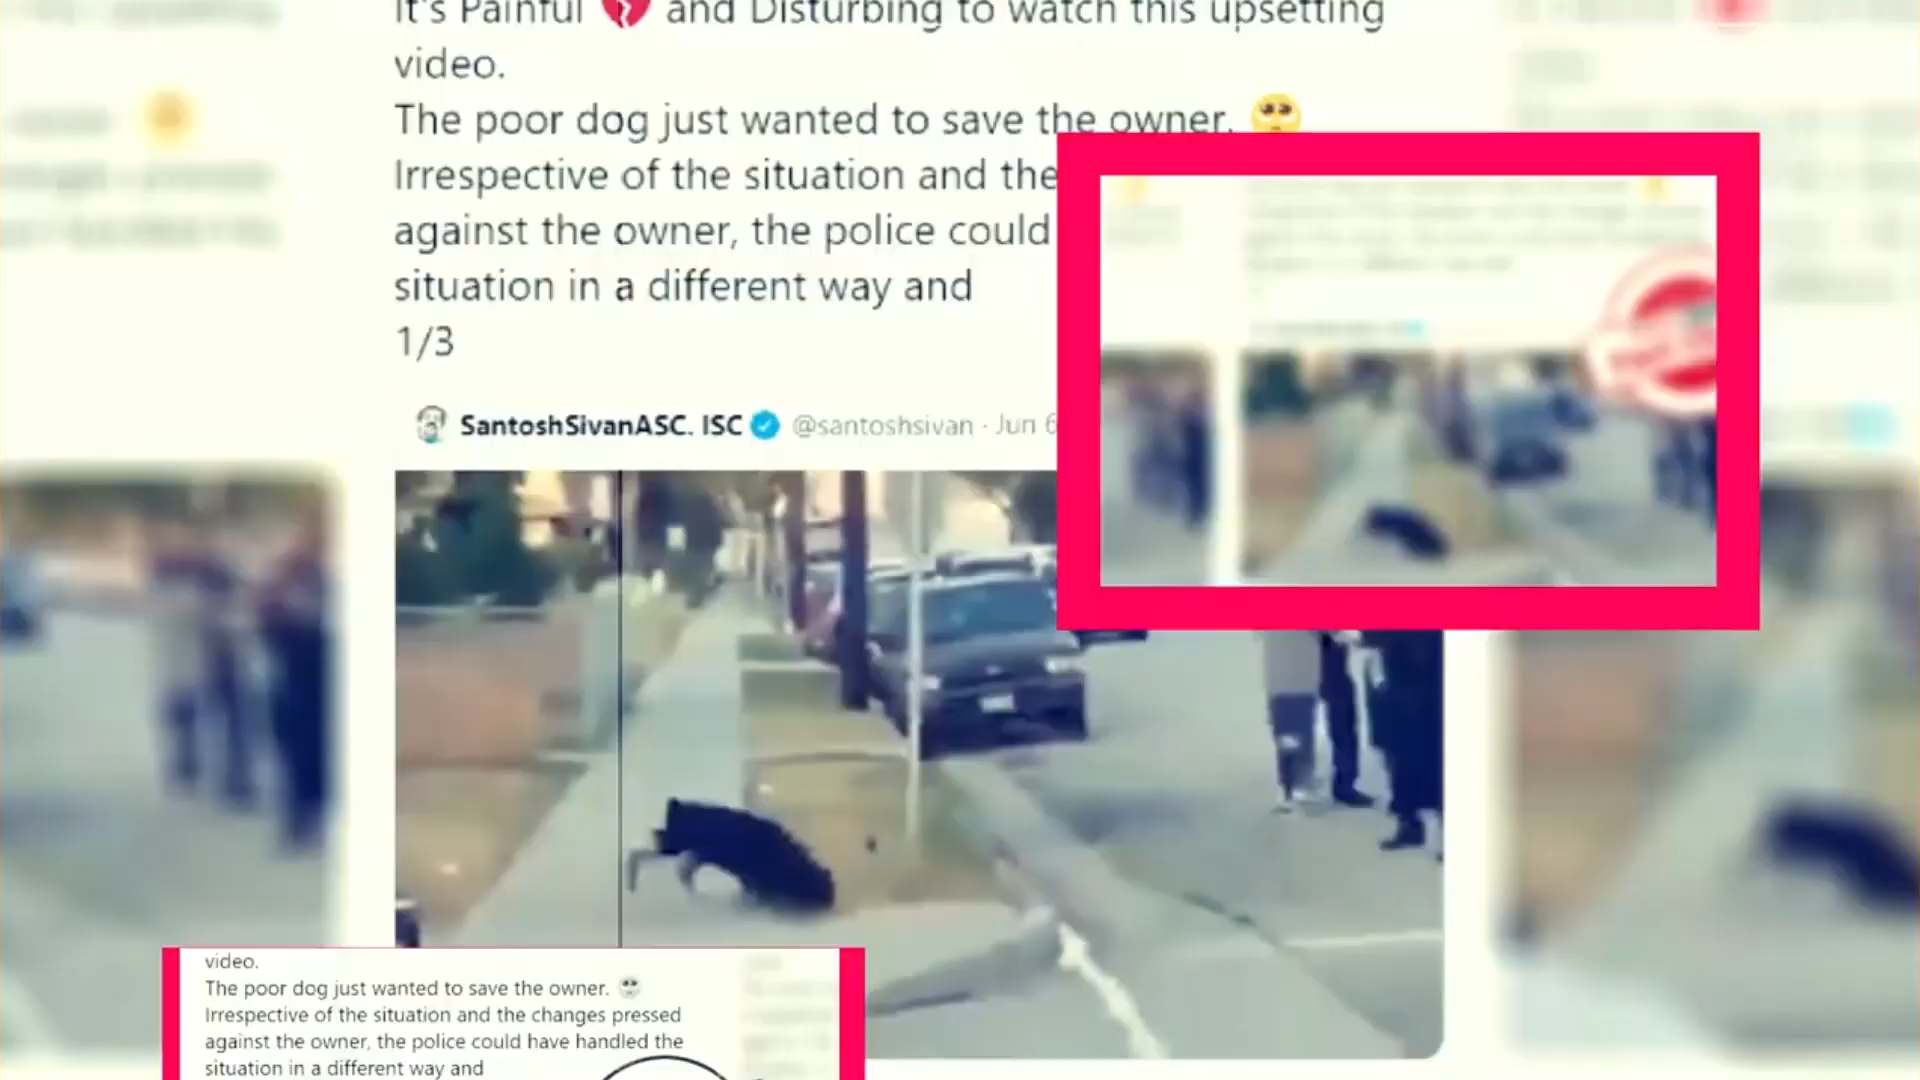 It's Painful 💔 and Disturbing to watch this upsetting
video.
The poor dog just wanted to save the owner. 🥺
Irrespective of the situation and the
against the owner, the police could
situation in a different way and
1/3
SantoshSivanASC. ISC @santoshsivan · Jun 6
video.
The poor dog just wanted to save the owner. 🥺
Irrespective of the situation and the changes pressed
against the owner, the police could have handled the
situation in a different way and